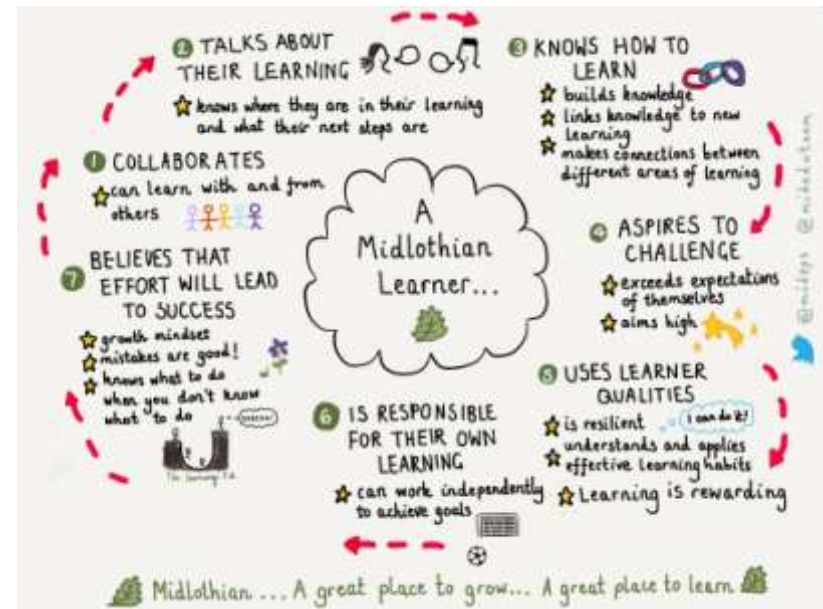 A
Midlothian
Learner...
1 COLLABORATES
can learn with and from
others
2 TALKS ABOUT
THEIR LEARNING
knows where they are in their learning
and what their next steps are
3 KNOWS HOW TO
LEARN
builds knowledge
links knowledge to new
learning
makes connections between
different areas of learning
4 ASPIRES TO
CHALLENGE
exceeds expectations
of themselves
aims high
5 USES LEARNER
QUALITIES
is resilient
I can do it!
understands and applies
effective learning habits
Learning is rewarding
6 IS RESPONSIBLE
FOR THEIR OWN
LEARNING
can work independently
to achieve goals
7 BELIEVES THAT
EFFORT WILL LEAD
TO SUCCESS
growth mindset
mistakes are good!
knows what to do
when you don't know
what to do
The Learning Pit
@mideps @mideduteam
Midlothian ... A great place to grow... A great place to learn